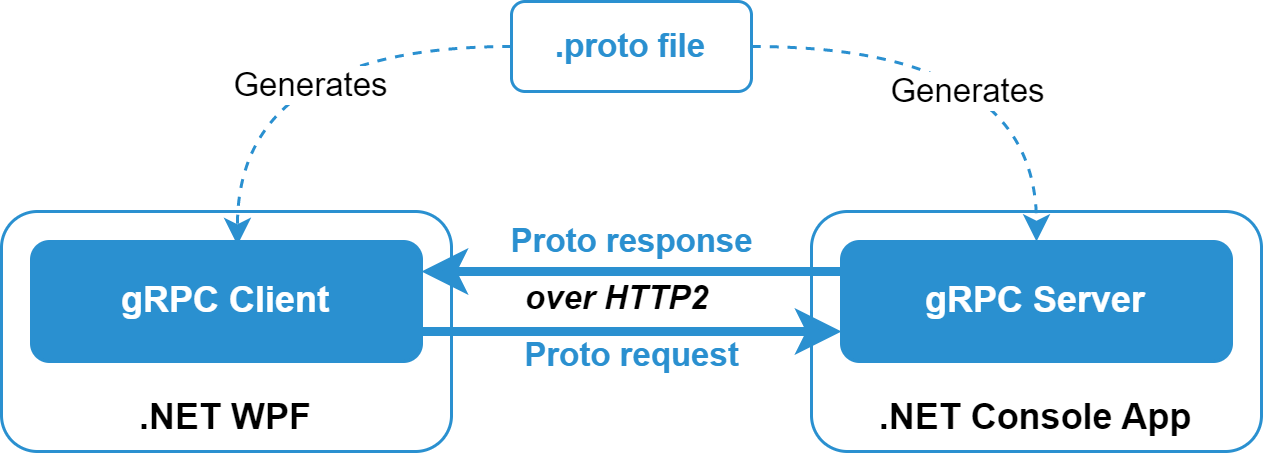 .proto file
Generates
Generates
Proto response
gRPC Client
over HTTP2
gRPC Server
Proto request
.NET WPF
.NET Console App